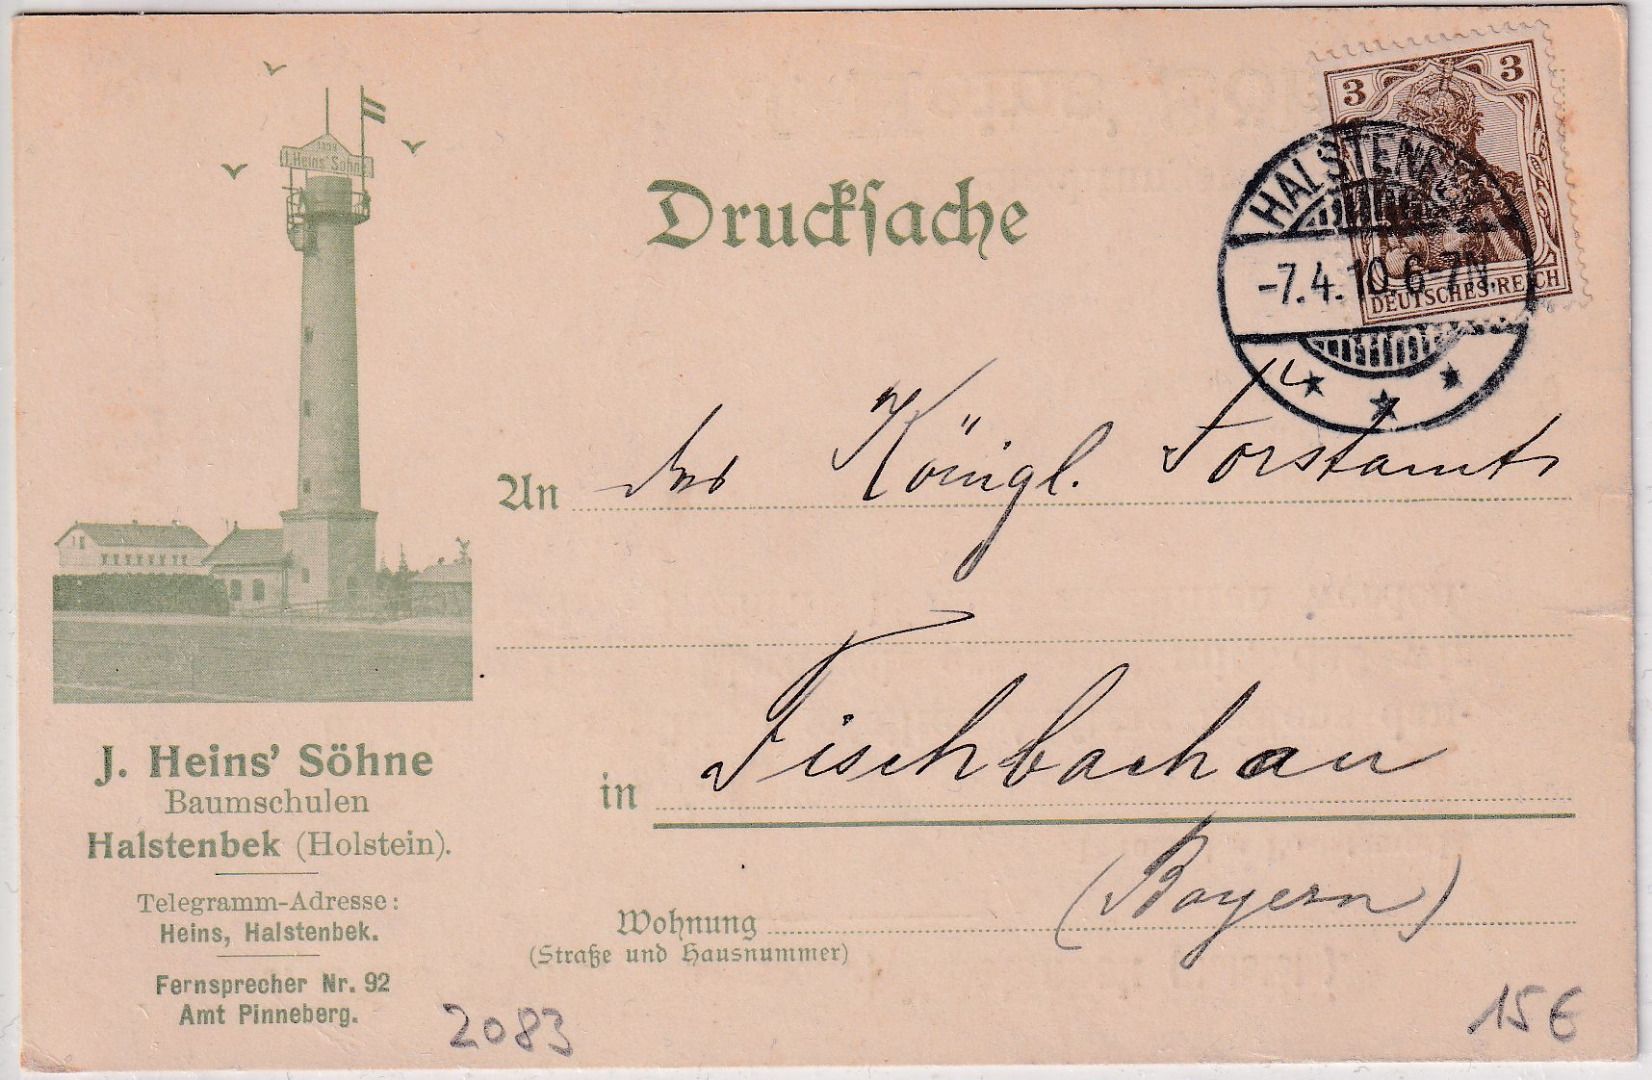 J. Heins' Söhne
Drucksache
3 3
DEUTSCHES REICH
HALSTENBEK
-7.4.10.6-7N.
An das Königl. Forstamt
in Fischbachau
(Bayern)
Wohnung
(Straße und Hausnummer)
J. Heins' Söhne
Baumschulen
Halstenbek (Holstein).
Telegramm-Adresse:
Heins, Halstenbek.
Fernsprecher Nr. 92
Amt Pinneberg.
2083
15€